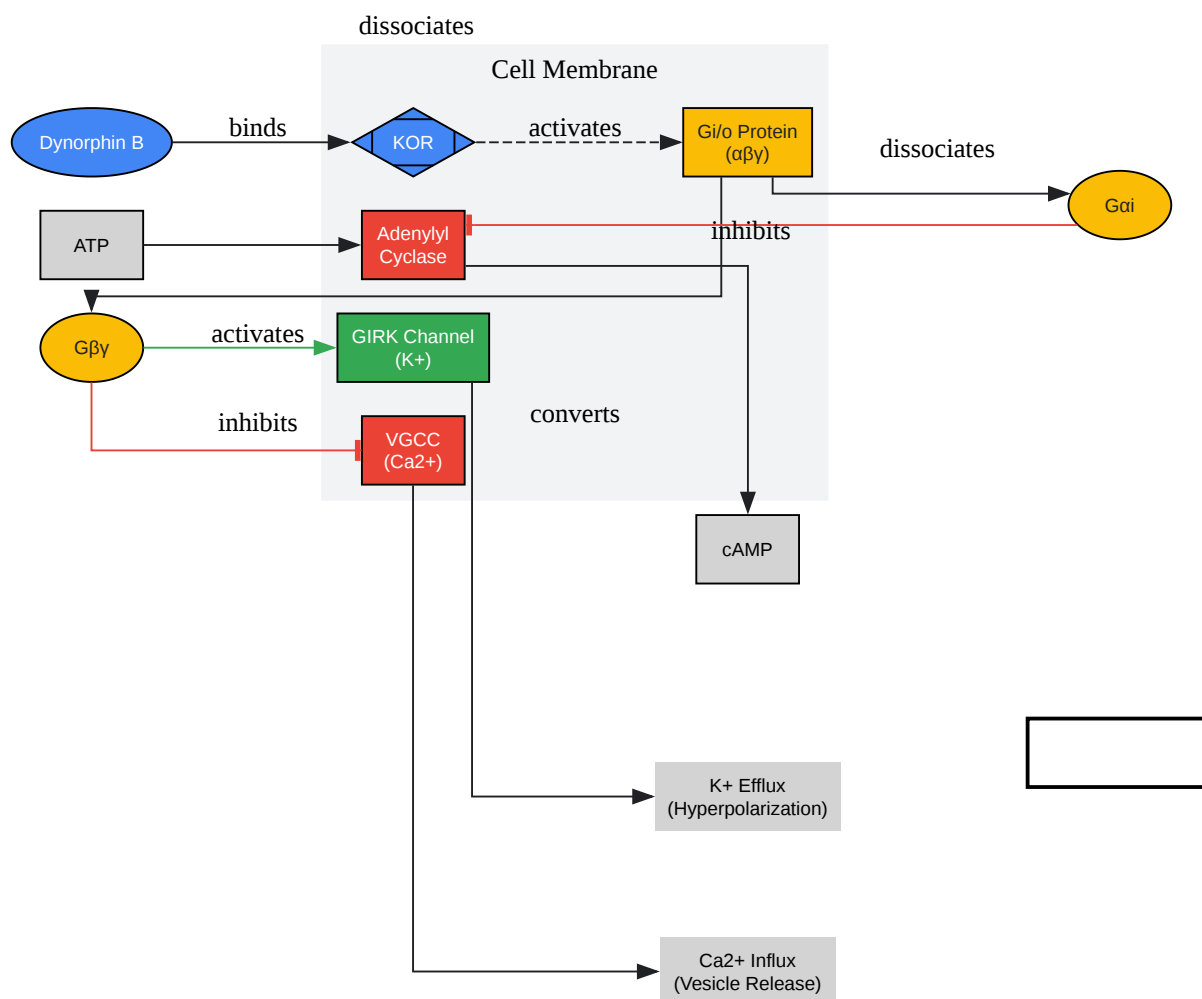 dissociates
Cell Membrane
Dynorphin B
binds
KOR
activates
Gi/o Protein
(αβγ)
dissociates
Gαi
ATP
Adenylyl
Cyclase
inhibits
Gβγ
activates
GIRK Channel
(K+)
inhibits
VGCC
(Ca2+)
converts
cAMP
K+ Efflux
(Hyperpolarization)
Ca2+ Influx
(Vesicle Release)